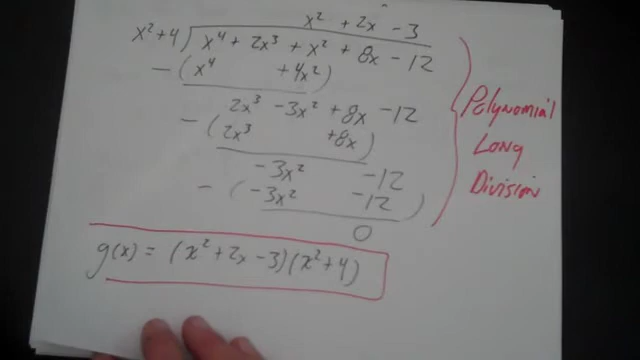 x² + 2x - 3
x²+4 ) x⁴ + 2x³ + x² + 8x - 12
- (x⁴ + 4x²)
2x³ - 3x² + 8x - 12
- (2x³ + 8x)
- 3x² - 12
- (-3x² - 12)
0
Polynomial
Long
Division
g(x) = (x² + 2x - 3)(x² + 4)